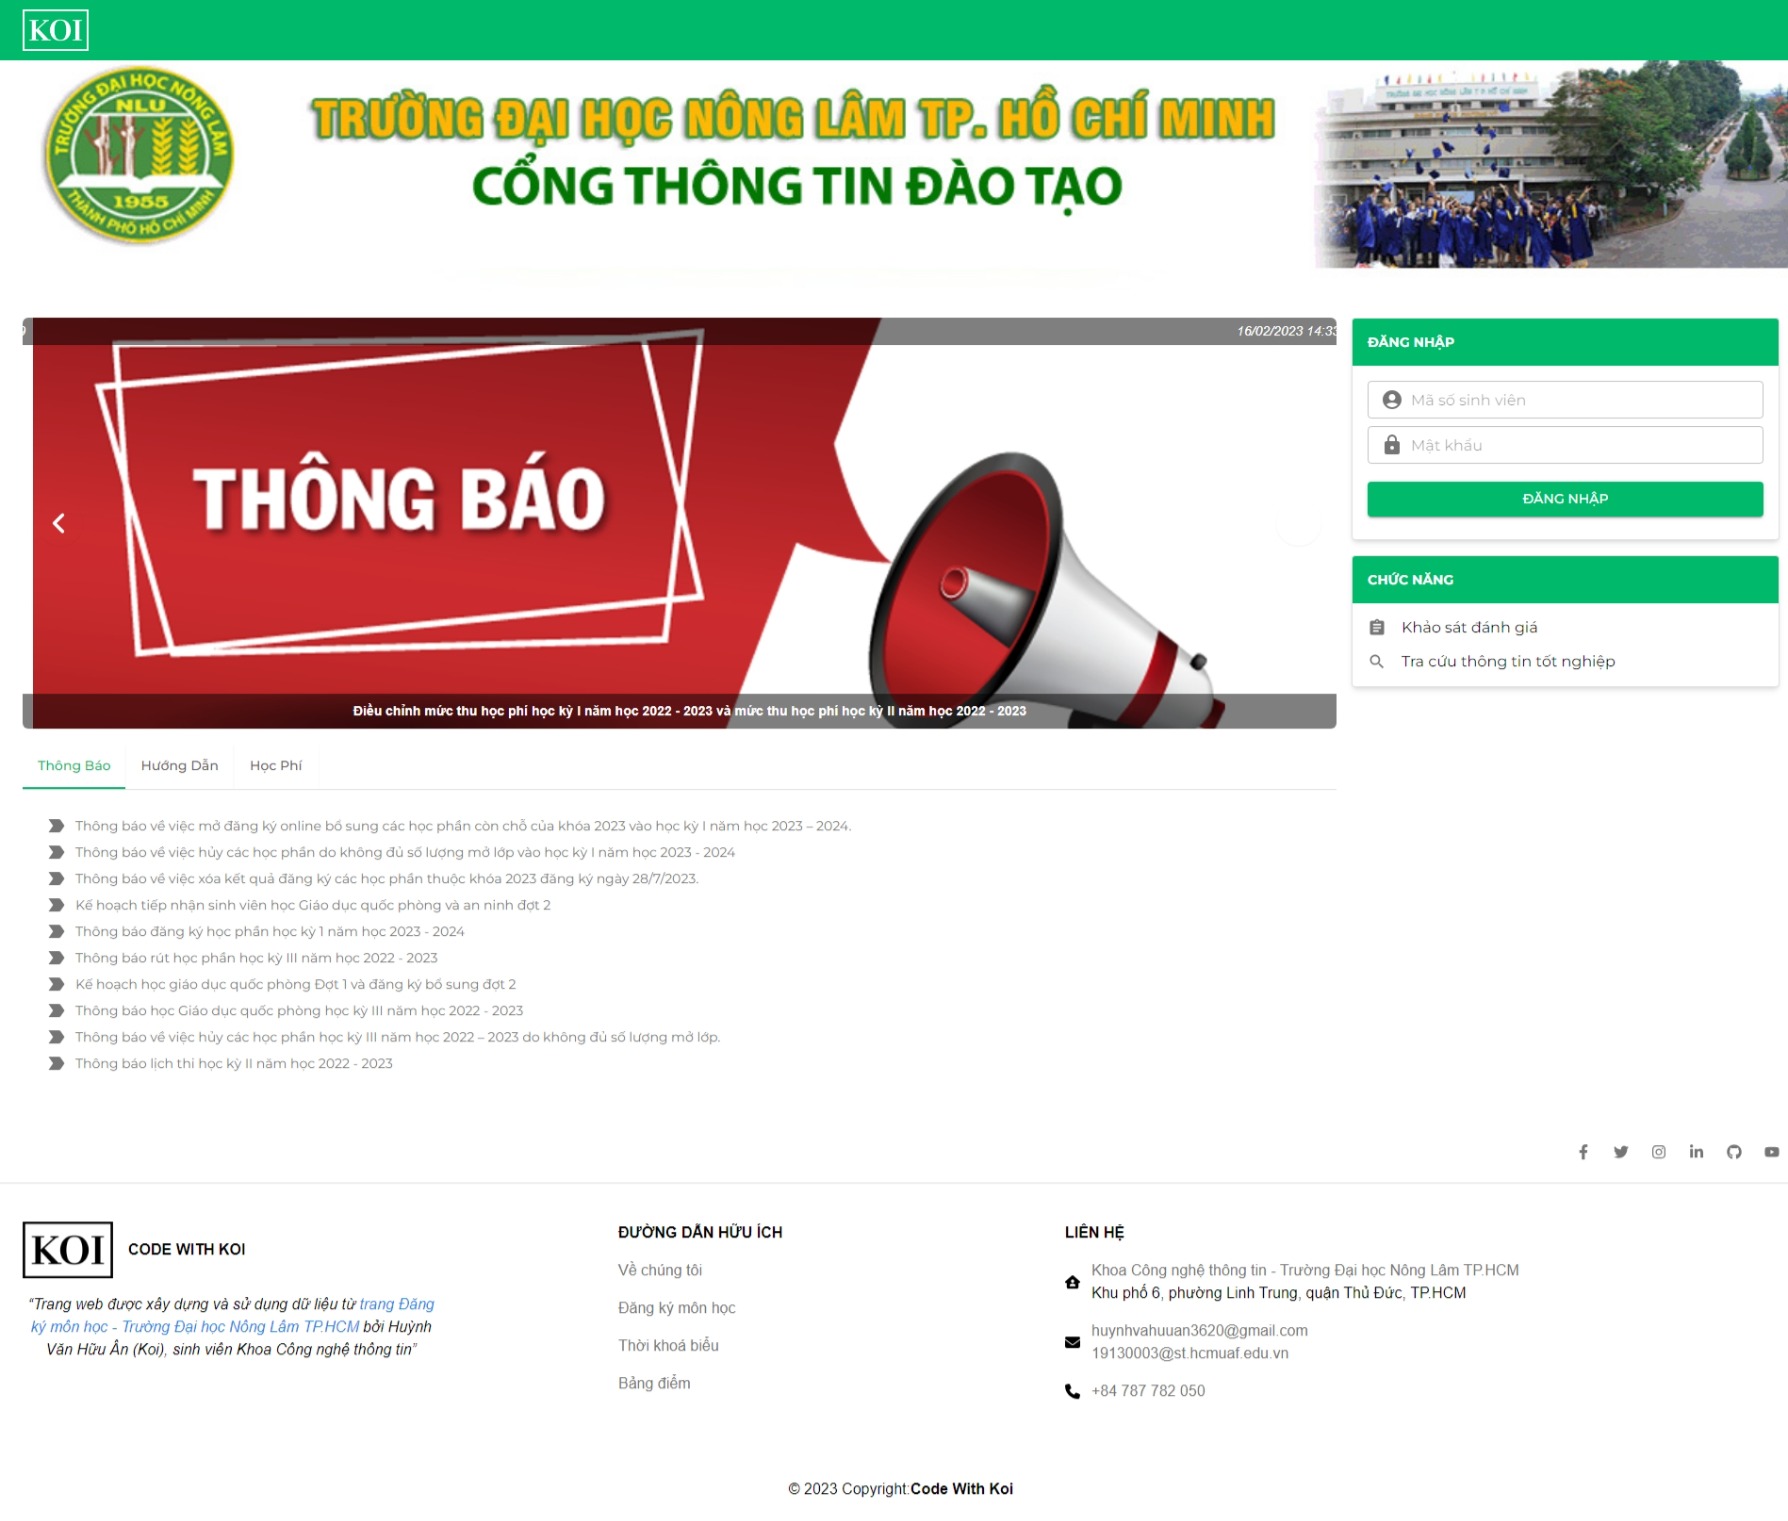 KOI
TRƯỜNG ĐẠI HỌC NÔNG LÂM
NLU
1955
THÀNH PHỐ HỒ CHÍ MINH
TRƯỜNG ĐẠI HỌC NÔNG LÂM TP. HỒ CHÍ MINH
CỔNG THÔNG TIN ĐÀO TẠO
16/02/2023 14:33
THÔNG BÁO
Điều chỉnh mức thu học phí học kỳ I năm học 2022 - 2023 và mức thu học phí học kỳ II năm học 2022 - 2023
ĐĂNG NHẬP
Mã số sinh viên
Mật khẩu
ĐĂNG NHẬP
CHỨC NĂNG
Khảo sát đánh giá
Tra cứu thông tin tốt nghiệp
Thông Báo Hướng Dẫn Học Phí
Thông báo về việc mở đăng ký online bổ sung các học phần còn chỗ của khóa 2023 vào học kỳ I năm học 2023 – 2024.
Thông báo về việc hủy các học phần do không đủ số lượng mở lớp vào học kỳ I năm học 2023 - 2024
Thông báo về việc xóa kết quả đăng ký các học phần thuộc khóa 2023 đăng ký ngày 28/7/2023.
Kế hoạch tiếp nhận sinh viên học Giáo dục quốc phòng và an ninh đợt 2
Thông báo đăng ký học phần học kỳ 1 năm học 2023 - 2024
Thông báo rút học phần học kỳ III năm học 2022 - 2023
Kế hoạch học giáo dục quốc phòng Đợt 1 và đăng ký bổ sung đợt 2
Thông báo học Giáo dục quốc phòng học kỳ III năm học 2022 - 2023
Thông báo về việc hủy các học phần học kỳ III năm học 2022 – 2023 do không đủ số lượng mở lớp.
Thông báo lịch thi học kỳ II năm học 2022 - 2023
KOI CODE WITH KOI
“Trang web được xây dựng và sử dụng dữ liệu từ trang Đăng
ký môn học - Trường Đại học Nông Lâm TP.HCM bởi Huỳnh
Văn Hữu Ân (Koi), sinh viên Khoa Công nghệ thông tin”
ĐƯỜNG DẪN HỮU ÍCH
Về chúng tôi
Đăng ký môn học
Thời khoá biểu
Bảng điểm
LIÊN HỆ
Khoa Công nghệ thông tin - Trường Đại học Nông Lâm TP.HCM
Khu phố 6, phường Linh Trung, quận Thủ Đức, TP.HCM
huynhvahuuan3620@gmail.com
19130003@st.hcmuaf.edu.vn
+84 787 782 050
© 2023 Copyright:Code With Koi